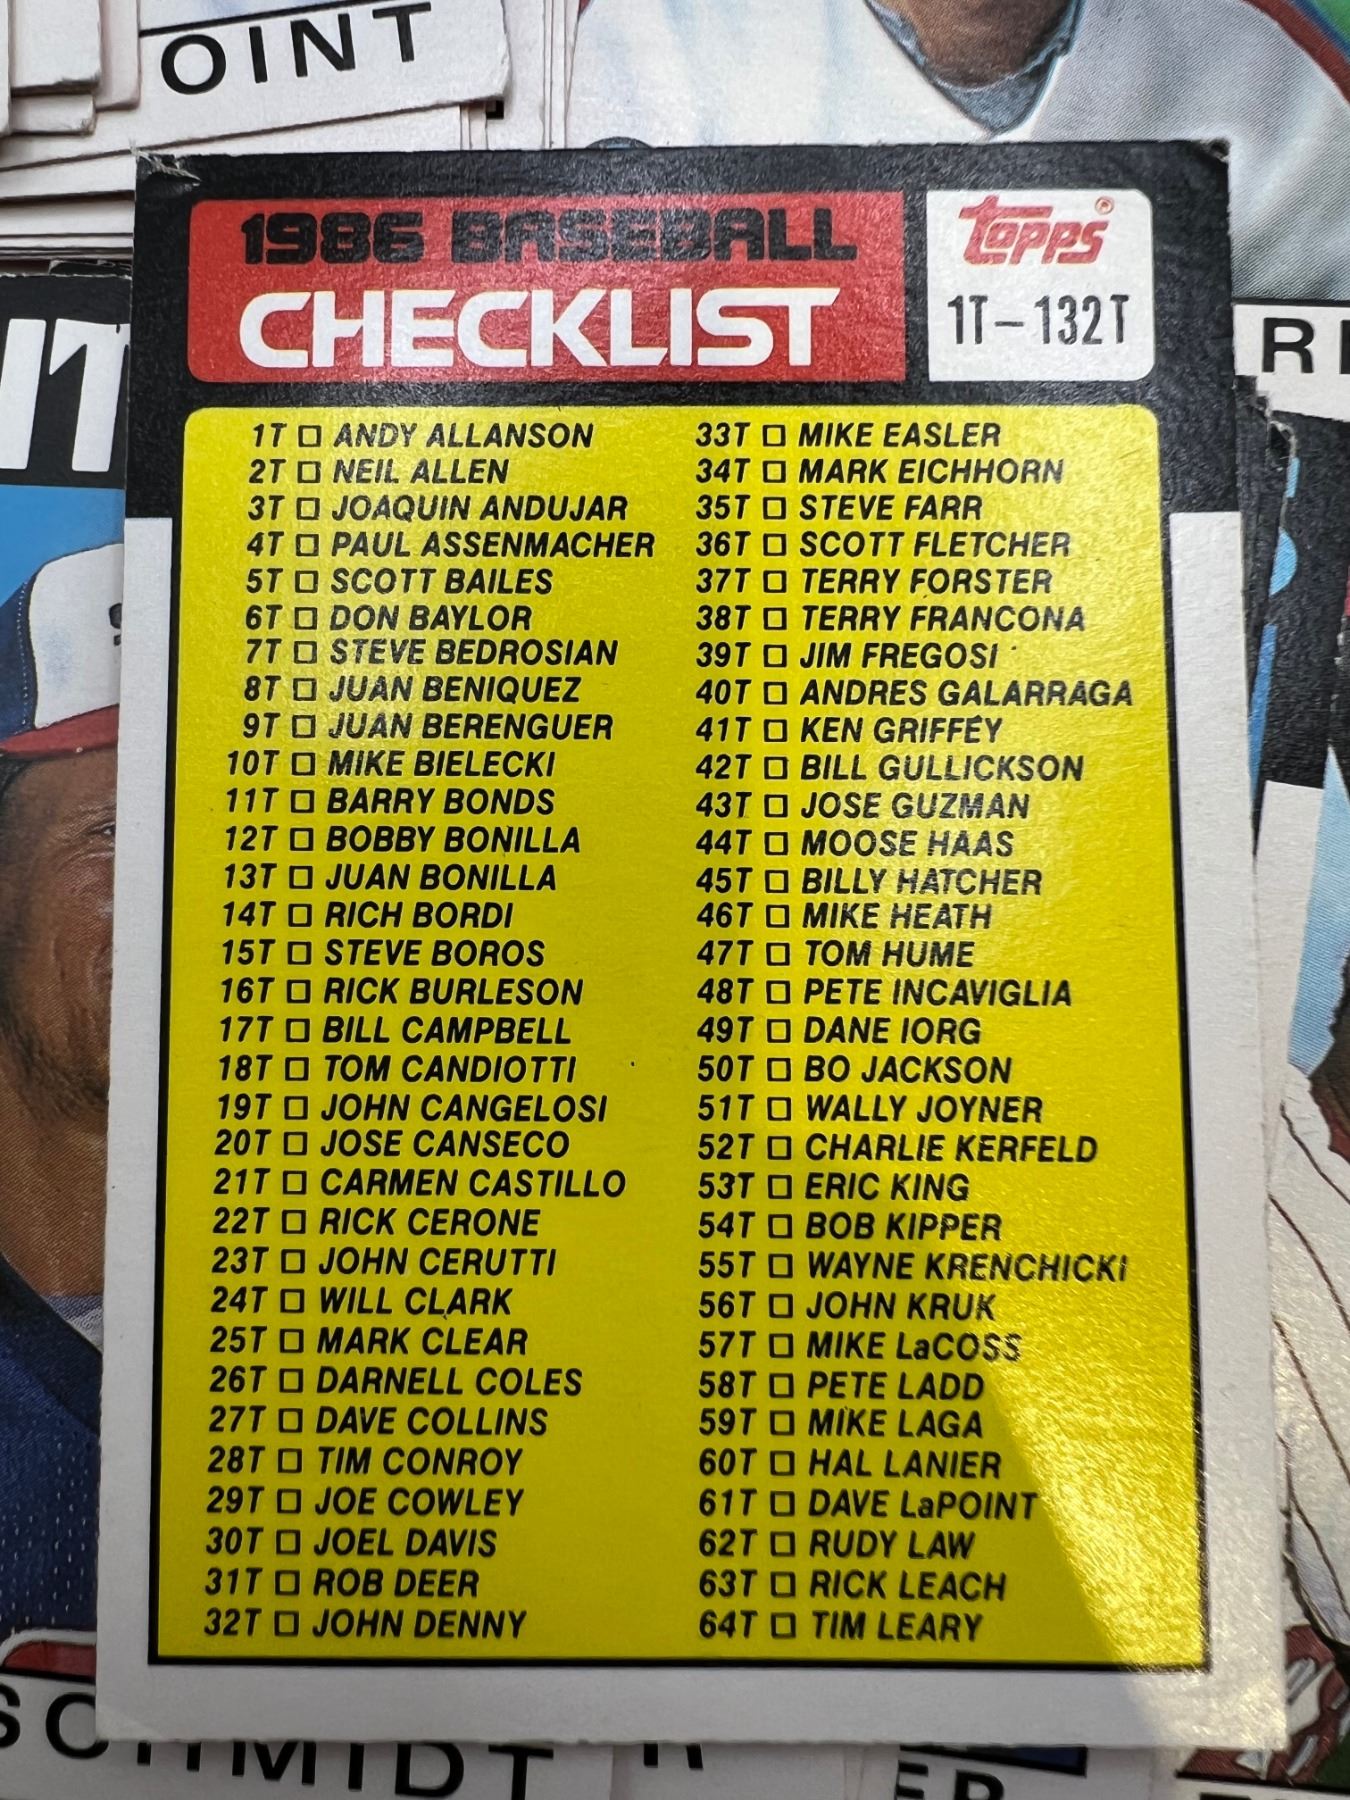 OINT
1986 BASEBALL
CHECKLIST
Topps®
1T–132T
1T ANDY ALLANSON
2T NEIL ALLEN
3T JOAQUIN ANDUJAR
4T PAUL ASSENMACHER
5T SCOTT BAILES
6T DON BAYLOR
7T STEVE BEDROSIAN
8T JUAN BENIQUEZ
9T JUAN BERENGUER
10T MIKE BIELECKI
11T BARRY BONDS
12T BOBBY BONILLA
13T JUAN BONILLA
14T RICH BORDI
15T STEVE BOROS
16T RICK BURLESON
17T BILL CAMPBELL
18T TOM CANDIOTTI
19T JOHN CANGELOSI
20T JOSE CANSECO
21T CARMEN CASTILLO
22T RICK CERONE
23T JOHN CERUTTI
24T WILL CLARK
25T MARK CLEAR
26T DARNELL COLES
27T DAVE COLLINS
28T TIM CONROY
29T JOE COWLEY
30T JOEL DAVIS
31T ROB DEER
32T JOHN DENNY
33T MIKE EASLER
34T MARK EICHHORN
35T STEVE FARR
36T SCOTT FLETCHER
37T TERRY FORSTER
38T TERRY FRANCONA
39T JIM FREGOSI
40T ANDRES GALARRAGA
41T KEN GRIFFEY
42T BILL GULLICKSON
43T JOSE GUZMAN
44T MOOSE HAAS
45T BILLY HATCHER
46T MIKE HEATH
47T TOM HUME
48T PETE INCAVIGLIA
49T DANE IORG
50T BO JACKSON
51T WALLY JOYNER
52T CHARLIE KERFELD
53T ERIC KING
54T BOB KIPPER
55T WAYNE KRENCHICKI
56T JOHN KRUK
57T MIKE LaCOSS
58T PETE LADD
59T MIKE LAGA
60T HAL LANIER
61T DAVE LaPOINT
62T RUDY LAW
63T RICK LEACH
64T TIM LEARY
SCHMIDT